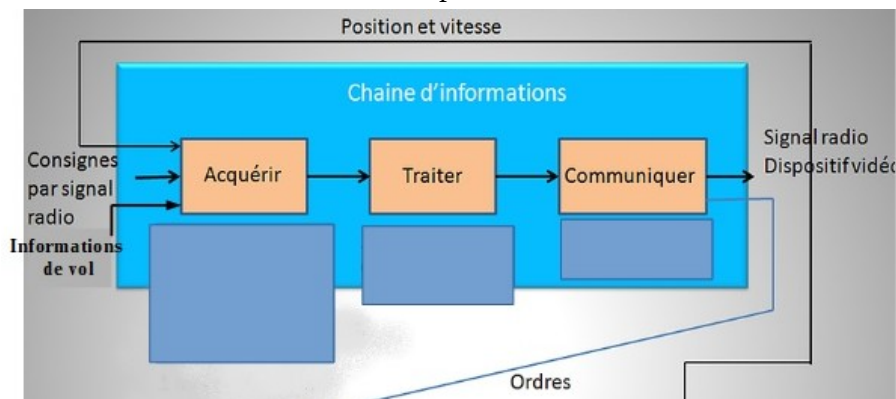 Position et vitesse
Chaine d'informations
Consignes
par signal
radio
Informations
de vol
Acquérir
Traiter
Communiquer
Signal radio
Dispositif vidéo
Ordres